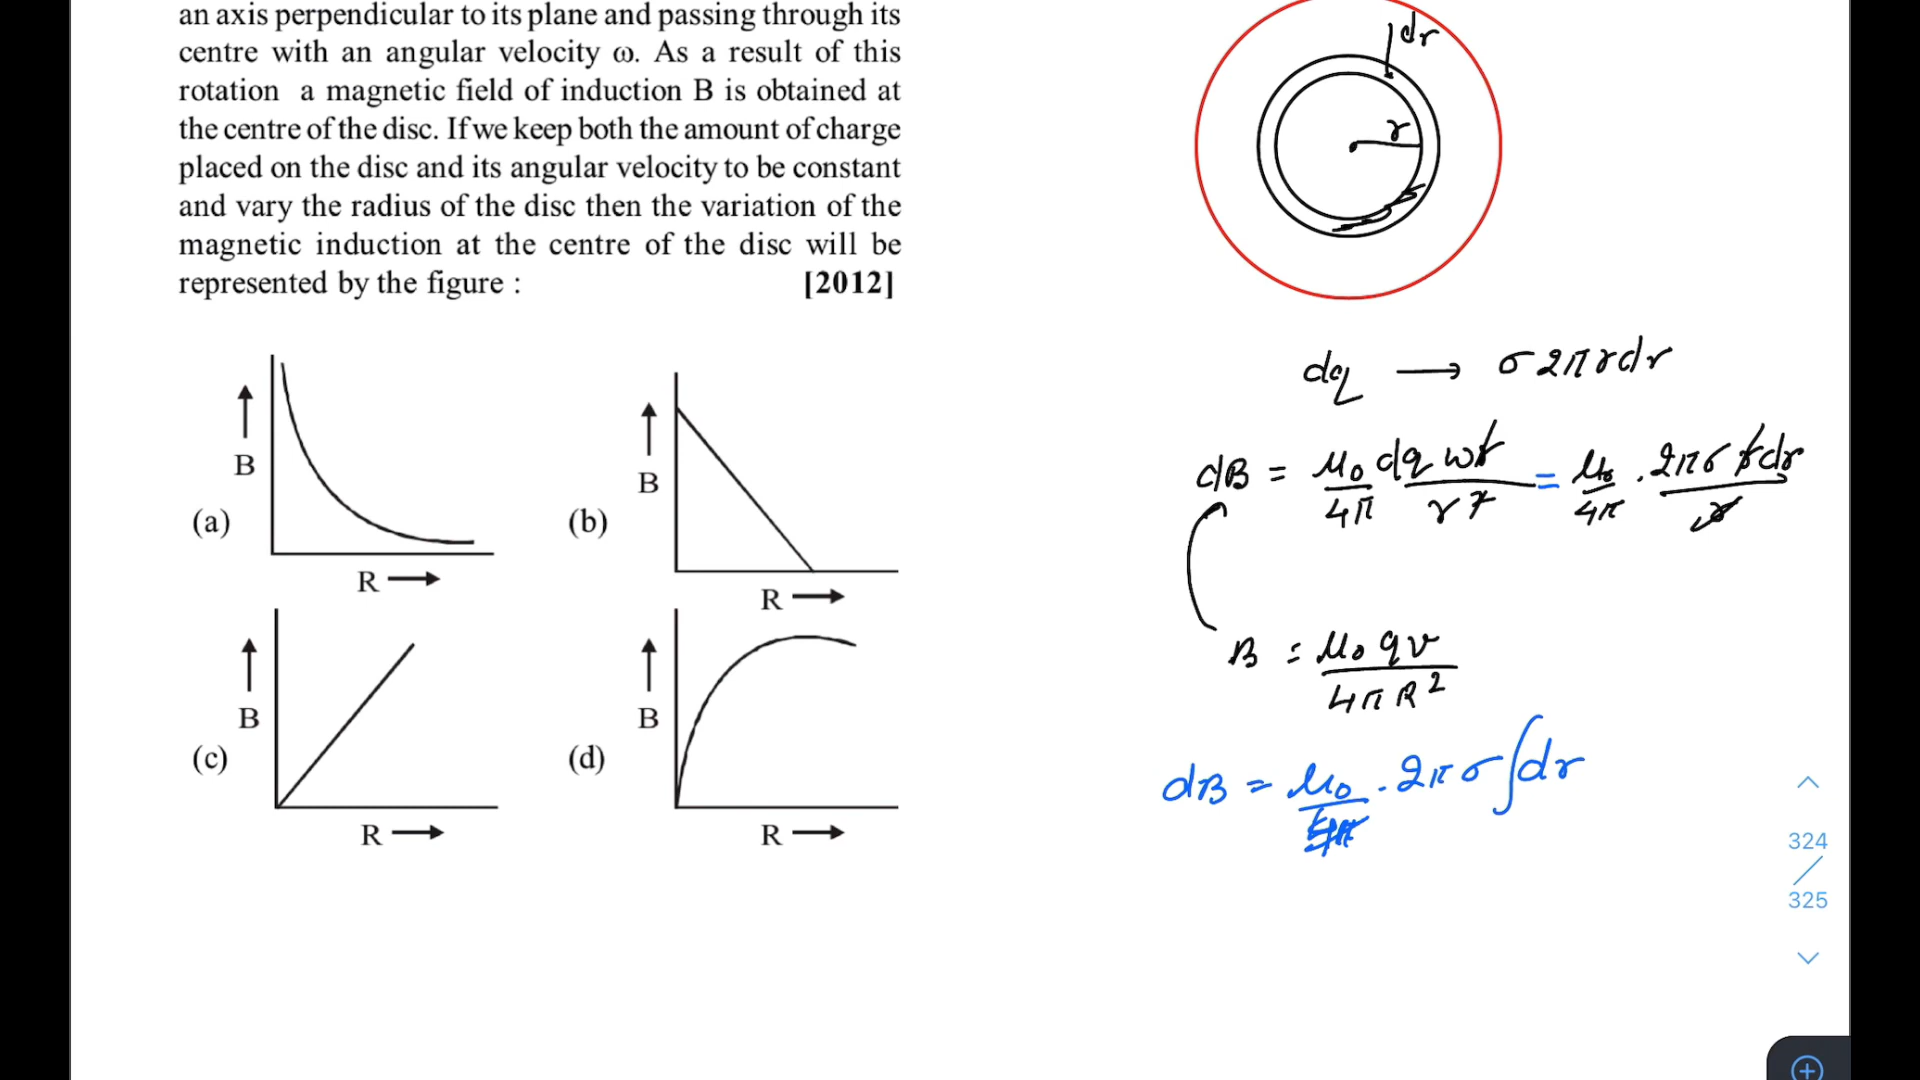 an axis perpendicular to its plane and passing through its
centre with an angular velocity ω. As a result of this
rotation a magnetic field of induction B is obtained at
the centre of the disc. If we keep both the amount of charge
placed on the disc and its angular velocity to be constant
and vary the radius of the disc then the variation of the
magnetic induction at the centre of the disc will be
represented by the figure : [2012]
(a) B R
(b) B R
(c) B R
(d) B R
dr
r
dq → σ2πrdr
dB = μ₀/4π dq ωr/r² = μ₀/4π · 2πσ rdr/r
B = μ₀qv/4πR²
dB = μ₀/4π · 2πσ∫dr
324
/
325